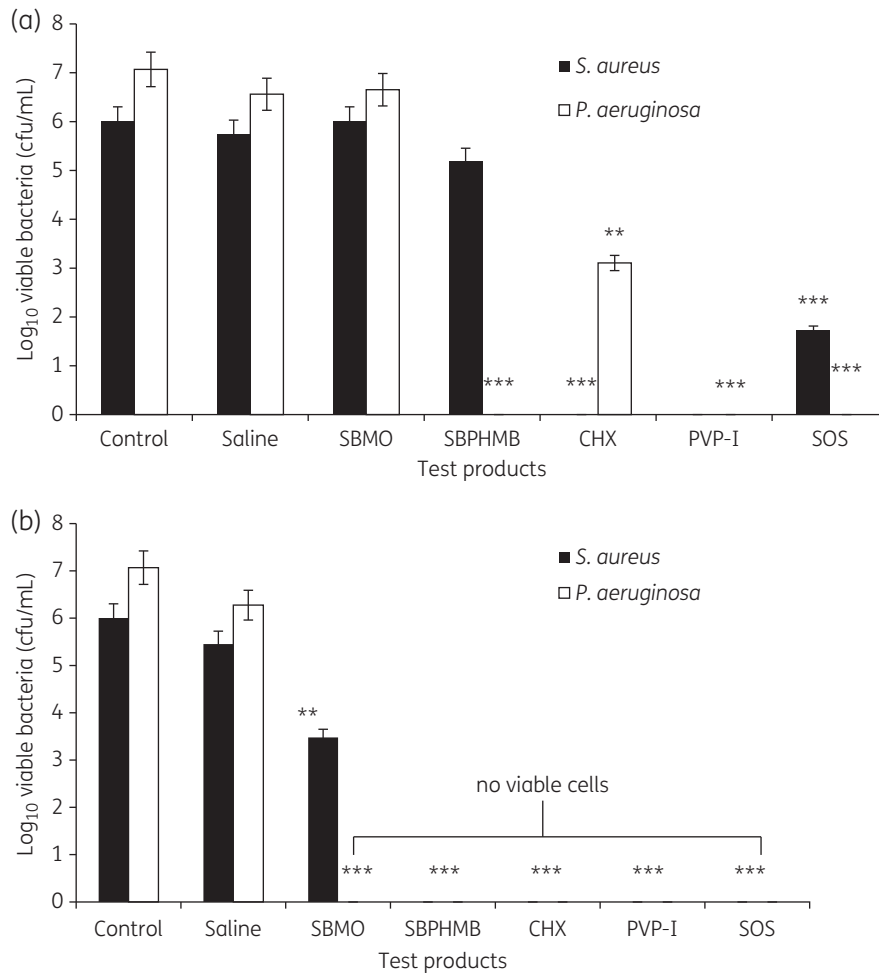 (a)
8
7
6
5
4
3
2
1
0
Log₁₀ viable bacteria (cfu/mL)
S. aureus
P. aeruginosa
***
***
**
***
***
***
Control Saline SBMO SBPHMB CHX PVP-I SOS
Test products
(b)
8
7
6
5
4
3
2
1
0
Log₁₀ viable bacteria (cfu/mL)
S. aureus
P. aeruginosa
**
no viable cells
*** *** *** *** ***
Control Saline SBMO SBPHMB CHX PVP-I SOS
Test products